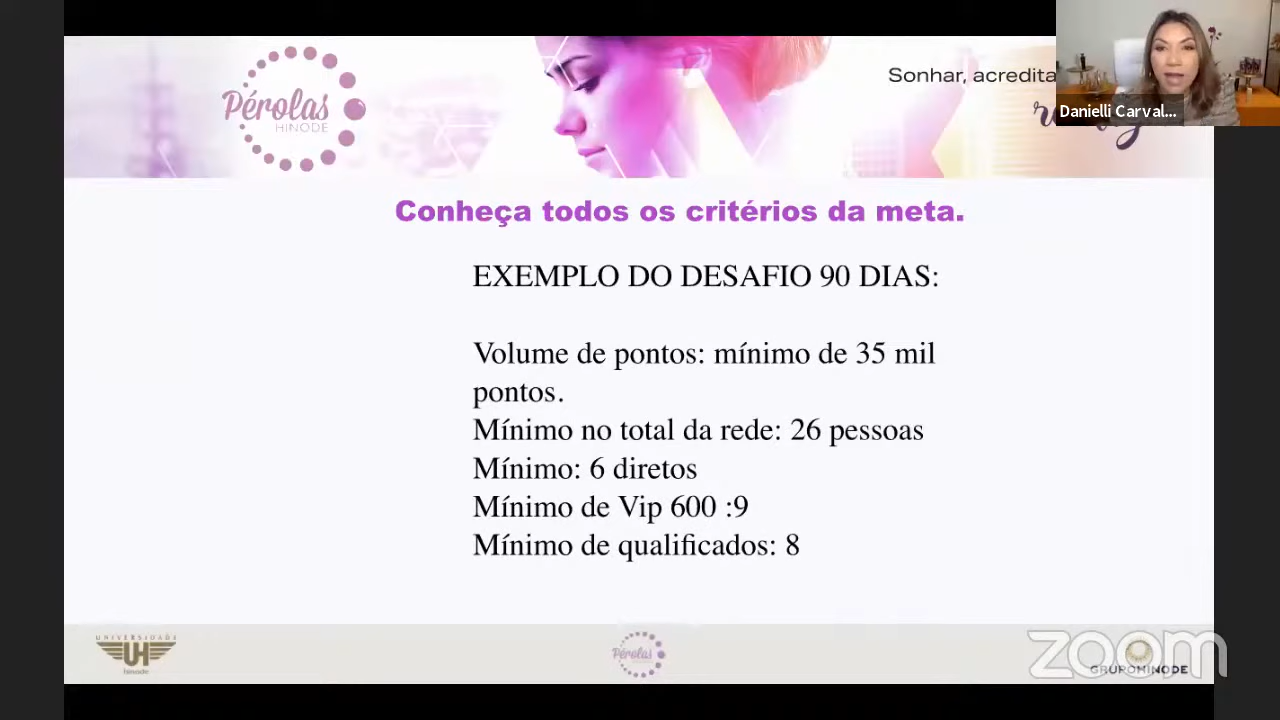 Pérolas
HINODE
Sonhar, acredita
Danielli Carval...
Conheça todos os critérios da meta.
EXEMPLO DO DESAFIO 90 DIAS:
Volume de pontos: mínimo de 35 mil
pontos.
Mínimo no total da rede: 26 pessoas
Mínimo: 6 diretos
Mínimo de Vip 600 :9
Mínimo de qualificados: 8
UNIVERSIDADE
UH
hinode
Pérolas
zoom
GRUPO HINODE